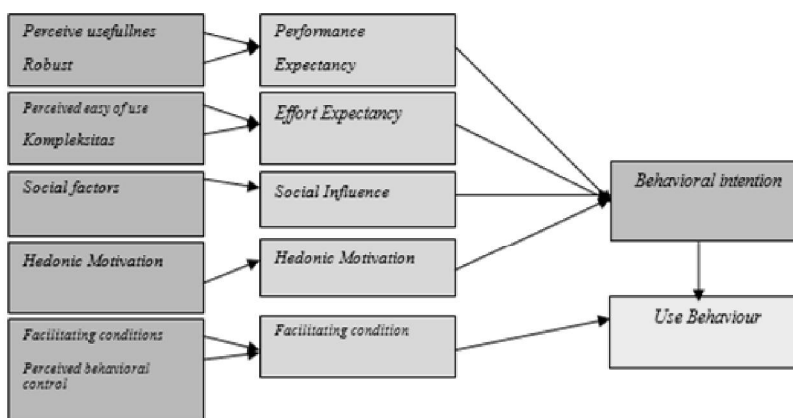 Perceive usefullnes
Robust
Performance
Expectancy
Perceived easy of use
Kompleksitas
Effort Expectancy
Social factors
Social Influence
Hedonic Motivation
Hedonic Motivation
Facilitating conditions
Perceived behavioral
control
Facilitating condition
Behavioral intention
Use Behaviour